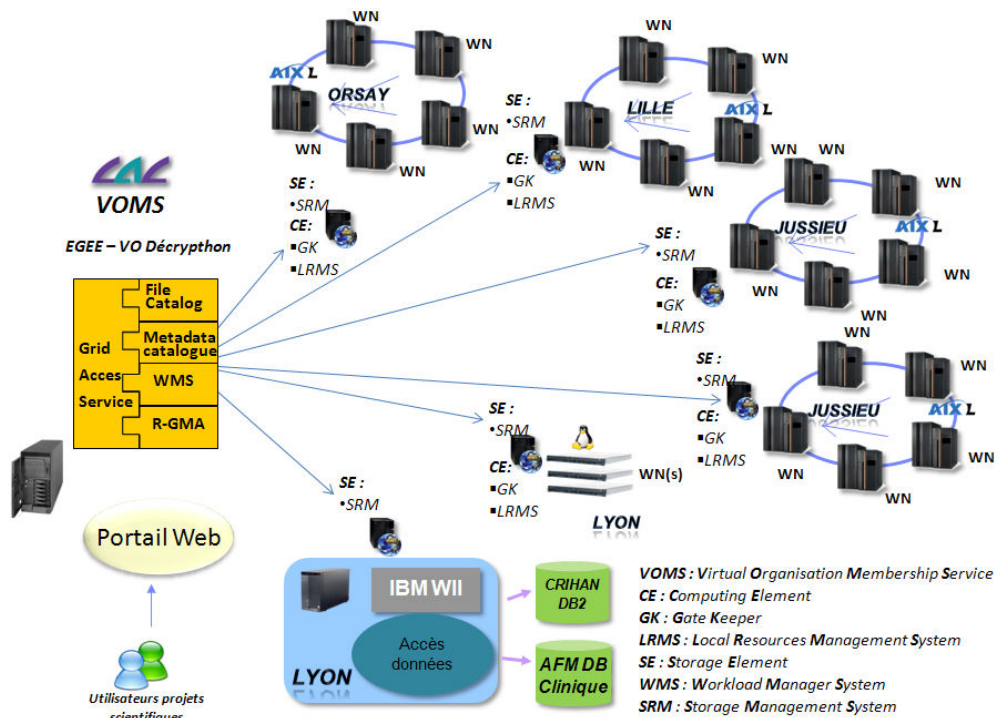 WN
WN
WN
WN
WN
AIX L
ORSAY
WN
WN
WN
WN
WN
AIX L
LILLE
SE :
•SRM
CE:
▪GK
▪LRMS
CAC
VOMS
EGEE – VO Décrypthon
SE :
•SRM
CE:
▪GK
▪LRMS
WN
WN
WN
WN
WN
WN
AIX L
JUSSIEU
SE :
•SRM
CE:
▪GK
▪LRMS
Grid
Acces
Service
File
Catalog
Metadata
catalogue
WMS
R-GMA
WN
WN
WN
WN
WN
AIX L
JUSSIEU
SE :
•SRM
CE:
▪GK
▪LRMS
SE :
•SRM
CE:
▪GK
▪LRMS
WN(s)
LYON
SE :
•SRM
Portail Web
Utilisateurs projets
scientifiques
IBM WII
Accès
données
LYON
CRIHAN
DB2
AFM DB
Clinique
VOMS : Virtual Organisation Membership Service
CE : Computing Element
GK : Gate Keeper
LRMS : Local Resources Management System
SE : Storage Element
WMS : Workload Manager System
SRM : Storage Management System